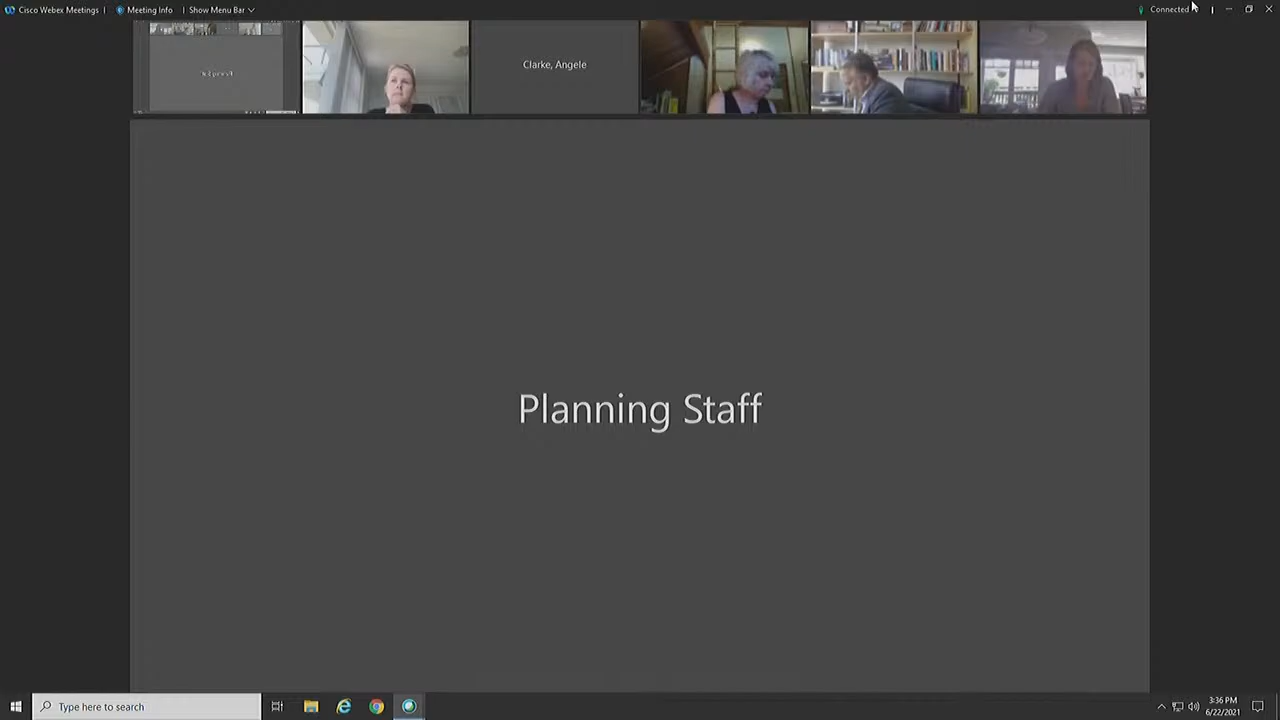 Cisco Webex Meetings
Meeting Info
Show Menu Bar
Connected
Clarke, Angele
Planning Staff
Type here to search
3:36 PM
6/22/2021